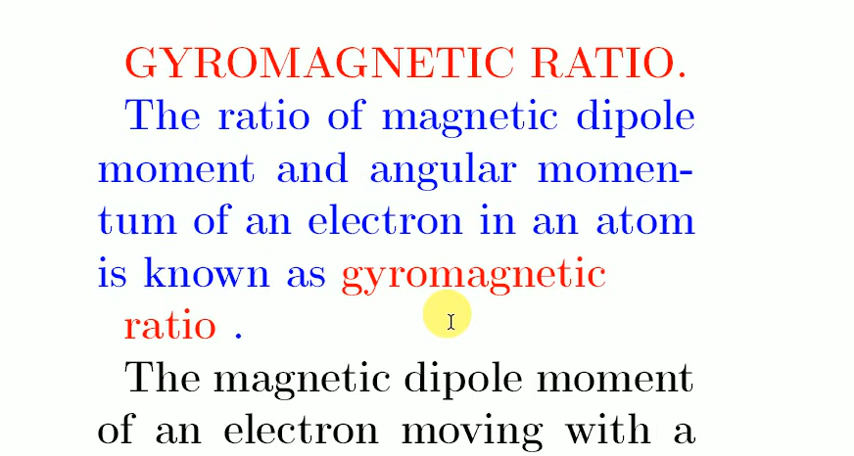 GYROMAGNETIC RATIO.
The ratio of magnetic dipole
moment and angular momen-
tum of an electron in an atom
is known as gyromagnetic
ratio .
The magnetic dipole moment
of an electron moving with a